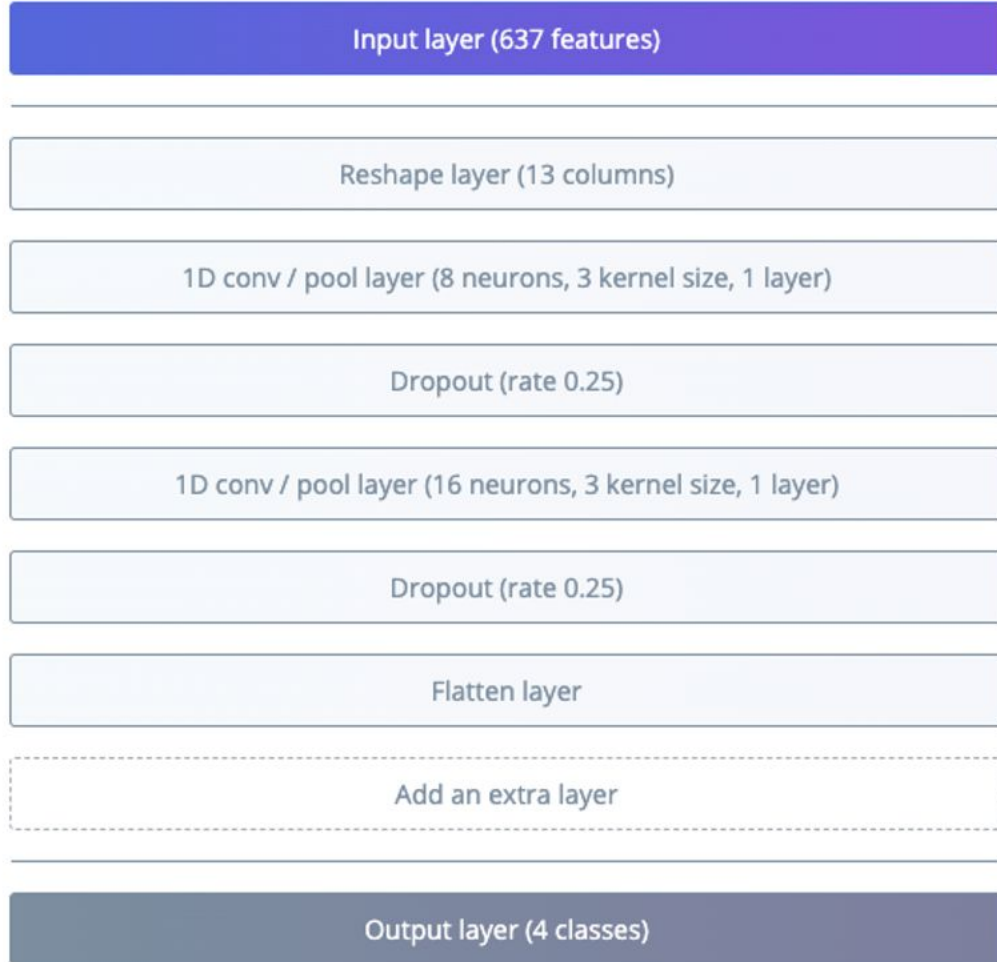 Input layer (637 features)
Reshape layer (13 columns)
1D conv / pool layer (8 neurons, 3 kernel size, 1 layer)
Dropout (rate 0.25)
1D conv / pool layer (16 neurons, 3 kernel size, 1 layer)
Dropout (rate 0.25)
Flatten layer
Add an extra layer
Output layer (4 classes)